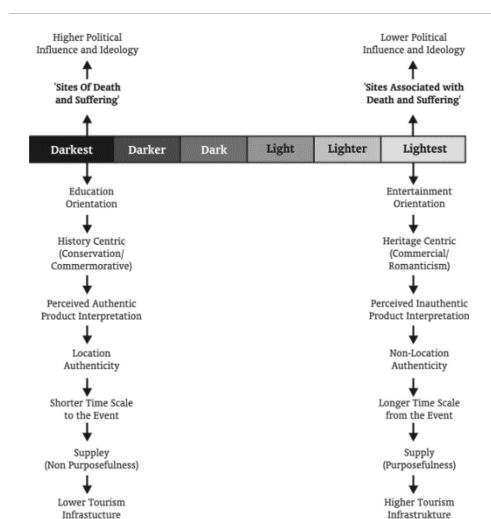 Higher Political
Influence and Ideology
Lower Political
Influence and Ideology
'Sites Of Death
and Suffering'
'Sites Associated with
Death and Suffering'
Darkest Darker Dark Light Lighter Lightest
Education
Orientation
Entertainment
Orientation
History Centric
(Conservation/
Commermorative)
Heritage Centric
(Commercial/
Romanticism)
Perceived Authentic
Product Interpretation
Perceived Inauthentic
Product Interpretation
Location
Authenticity
Non-Location
Authenticity
Shorter Time Scale
to the Event
Longer Time Scale
from the Event
Suppley
(Non Purposefulness)
Supply
(Purposefulness)
Lower Tourism
Infrastucture
Higher Tourism
Infrastrukture